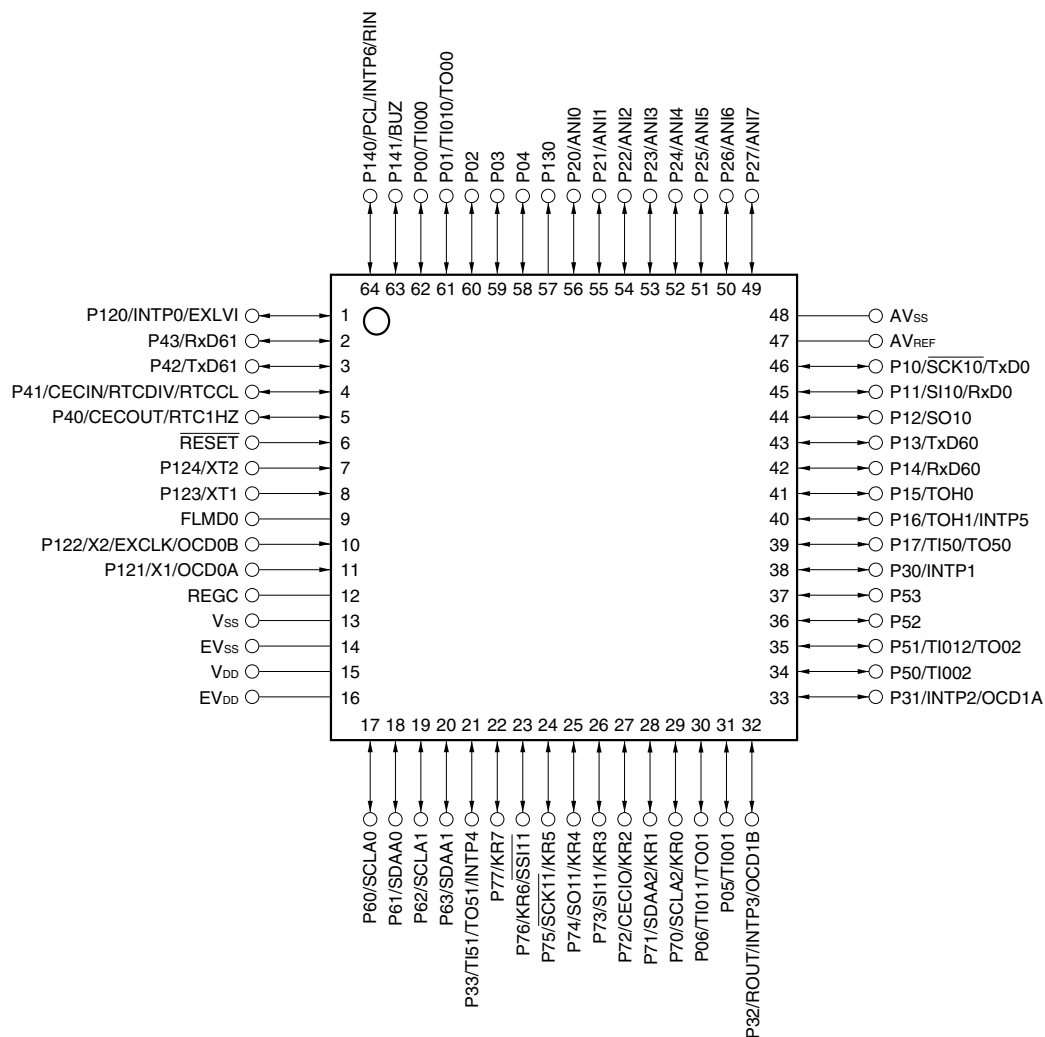 P140/PCL/INTP6/RIN
P141/BUZ
P00/TI000
P01/TI010/TO00
P02
P03
P04
P130
P20/ANI0
P21/ANI1
P22/ANI2
P23/ANI3
P24/ANI4
P25/ANI5
P26/ANI6
P27/ANI7
64 63 62 61 60 59 58 57 56 55 54 53 52 51 50 49
P120/INTP0/EXLVI 1
P43/RxD61 2
P42/TxD61 3
P41/CECIN/RTCDIV/RTCCL 4
P40/CECOUT/RTC1HZ 5
RESET 6
P124/XT2 7
P123/XT1 8
FLMD0 9
P122/X2/EXCLK/OCD0B 10
P121/X1/OCD0A 11
REGC 12
VSS 13
EVSS 14
VDD 15
EVDD 16
48 AVSS
47 AVREF
46 P10/SCK10/TxD0
45 P11/SI10/RxD0
44 P12/SO10
43 P13/TxD60
42 P14/RxD60
41 P15/TOH0
40 P16/TOH1/INTP5
39 P17/TI50/TO50
38 P30/INTP1
37 P53
36 P52
35 P51/TI012/TO02
34 P50/TI002
33 P31/INTP2/OCD1A
17 18 19 20 21 22 23 24 25 26 27 28 29 30 31 32
P60/SCLA0
P61/SDAA0
P62/SCLA1
P63/SDAA1
P33/TI51/TO51/INTP4
P77/KR7
P76/KR6/SSI11
P75/SCK11/KR5
P74/SO11/KR4
P73/SI11/KR3
P72/CECIO/KR2
P71/SDAA2/KR1
P70/SCLA2/KR0
P06/TI011/TO01
P05/TI001
P32/ROUT/INTP3/OCD1B